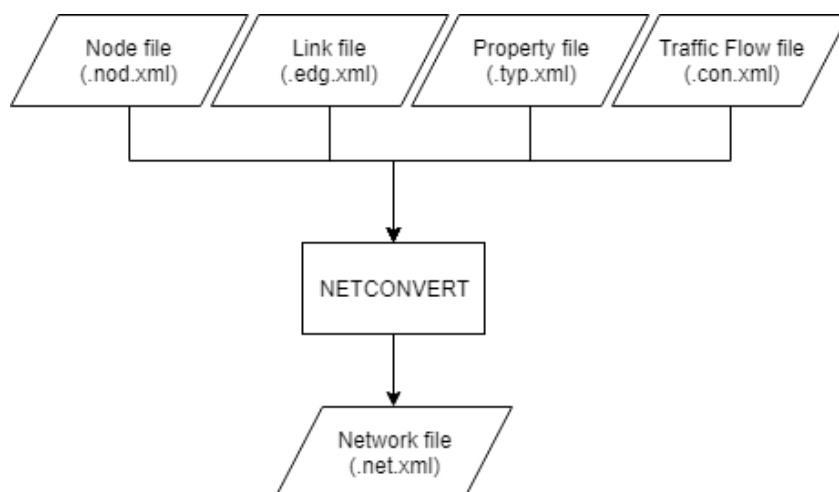 Node file
(.nod.xml)
Link file
(.edg.xml)
Property file
(.typ.xml)
Traffic Flow file
(.con.xml)
NETCONVERT
Network file
(.net.xml)